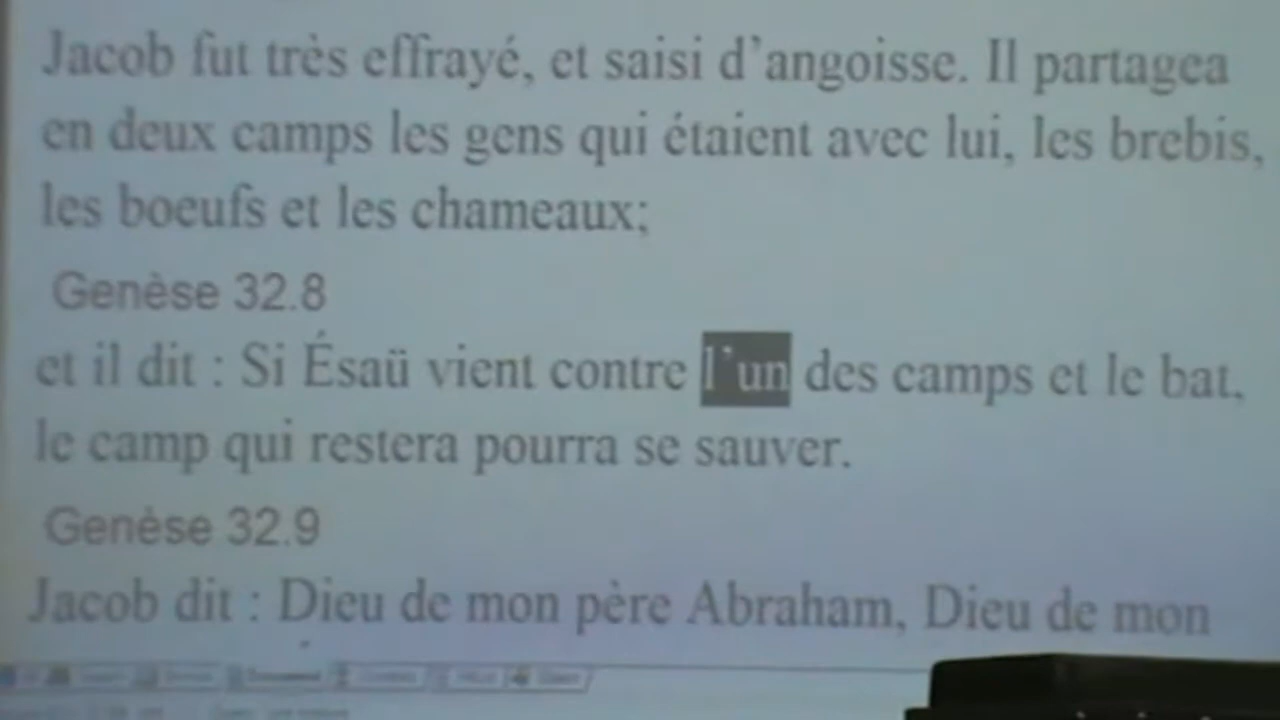 Jacob fut très effrayé, et saisi d'angoisse. Il partagea
en deux camps les gens qui étaient avec lui, les brebis,
les boeufs et les chameaux;
Genèse 32.8
et il dit : Si Ésaü vient contre l'un des camps et le bat,
le camp qui restera pourra se sauver.
Genèse 32.9
Jacob dit : Dieu de mon père Abraham, Dieu de mon